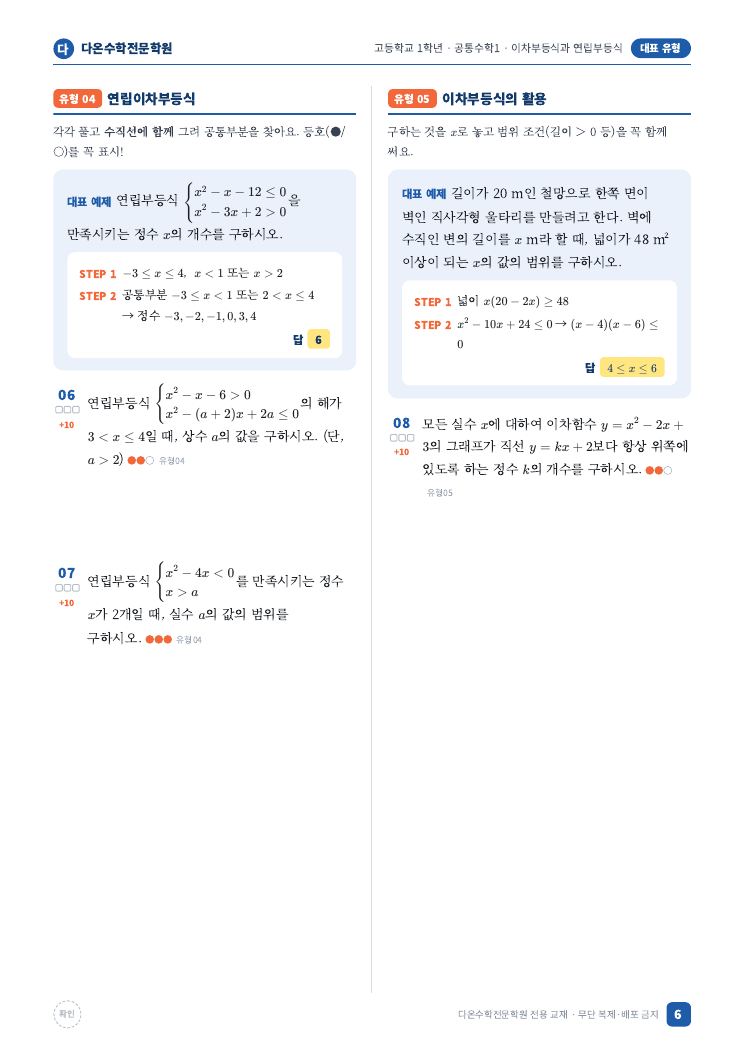 다 다온수학전문학원
고등학교 1학년 · 공통수학1 · 이차부등식과 연립부등식 대표 유형
유형 04 연립이차부등식
각각 풀고 수직선에 함께 그려 공통부분을 찾아요. 등호(●/
○)를 꼭 표시!
대표 예제 연립부등식 { x² − x − 12 ≤ 0
x² − 3x + 2 > 0 을
만족시키는 정수 x의 개수를 구하시오.
STEP 1 −3 ≤ x ≤ 4, x < 1 또는 x > 2
STEP 2 공통부분 −3 ≤ x < 1 또는 2 < x ≤ 4
→ 정수 −3, −2, −1, 0, 3, 4
답 6
06 연립부등식 { x² − x − 6 > 0
x² − (a + 2)x + 2a ≤ 0 의 해가
+10
3 < x ≤ 4일 때, 상수 a의 값을 구하시오. (단,
a > 2) ●●○ 유형04
07 연립부등식 { x² − 4x < 0
x > a 를 만족시키는 정수
+10
x가 2개일 때, 실수 a의 값의 범위를
구하시오. ●●● 유형04
유형 05 이차부등식의 활용
구하는 것을 x로 놓고 범위 조건(길이 > 0 등)을 꼭 함께
써요.
대표 예제 길이가 20 m인 철망으로 한쪽 면이
벽인 직사각형 울타리를 만들려고 한다. 벽에
수직인 변의 길이를 x m라 할 때, 넓이가 48 m²
이상이 되는 x의 값의 범위를 구하시오.
STEP 1 넓이 x(20 − 2x) ≥ 48
STEP 2 x² − 10x + 24 ≤ 0 → (x − 4)(x − 6) ≤
0
답 4 ≤ x ≤ 6
08 모든 실수 x에 대하여 이차함수 y = x² − 2x +
+10
3의 그래프가 직선 y = kx + 2보다 항상 위쪽에
있도록 하는 정수 k의 개수를 구하시오. ●●○
유형05
확인
다온수학전문학원 전용 교재 · 무단 복제·배포 금지 6